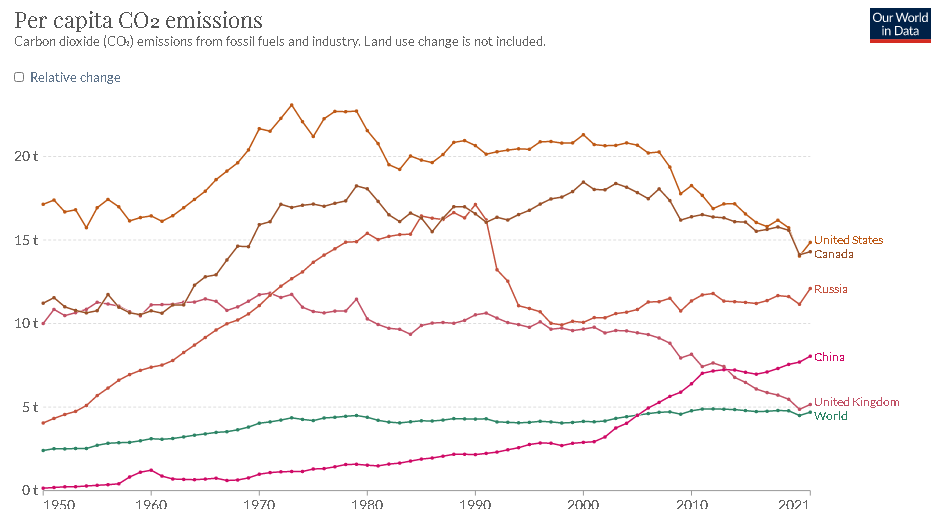 Per capita CO₂ emissions
Our World
in Data
Carbon dioxide (CO₂) emissions from fossil fuels and industry. Land use change is not included.
Relative change
20 t
15 t
10 t
5 t
0 t
United States
Canada
Russia
China
United Kingdom
World
1950 1960 1970 1980 1990 2000 2010 2021